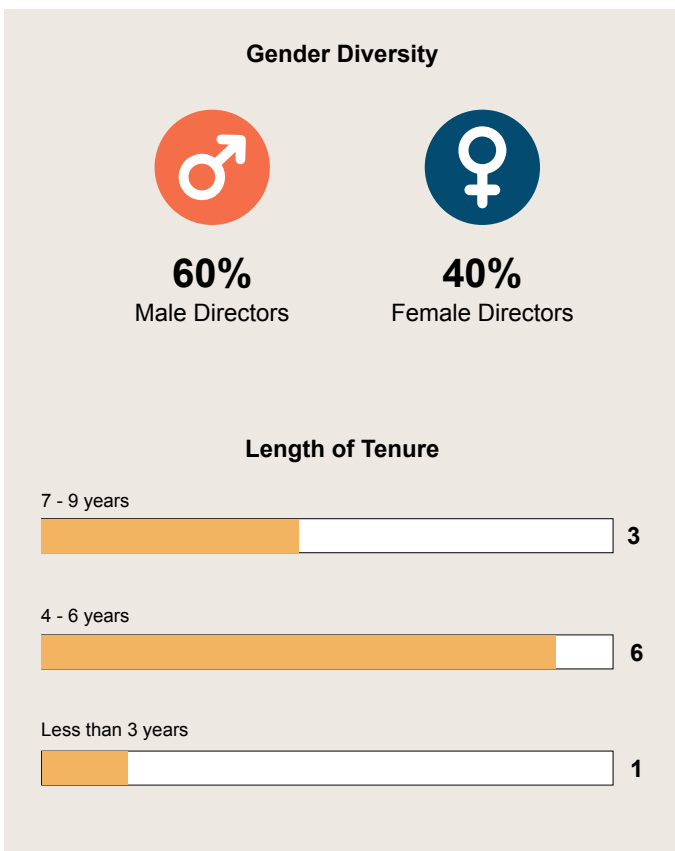 Gender Diversity
60% 40%
Male Directors Female Directors
Length of Tenure
7 - 9 years
3
4 - 6 years
6
Less than 3 years
1